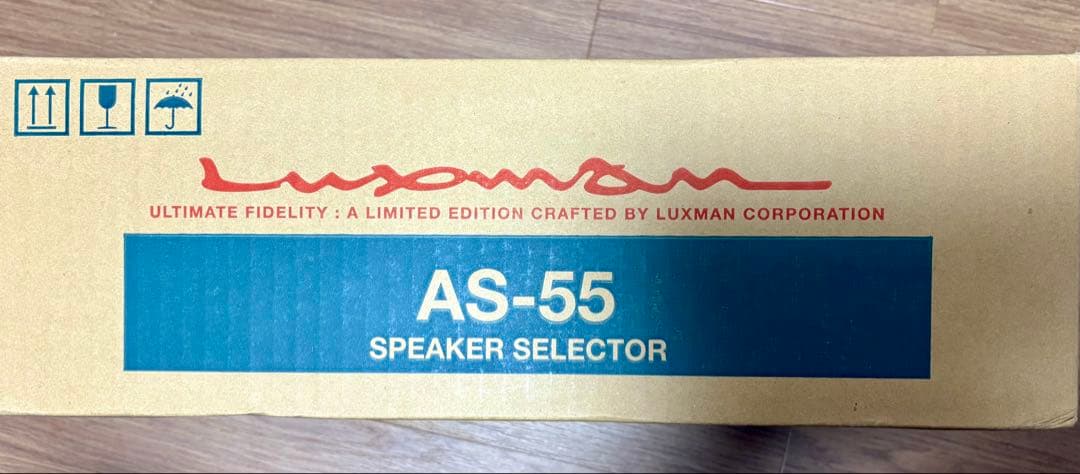 Luxman
ULTIMATE FIDELITY : A LIMITED EDITION CRAFTED BY LUXMAN CORPORATION
AS-55
SPEAKER SELECTOR